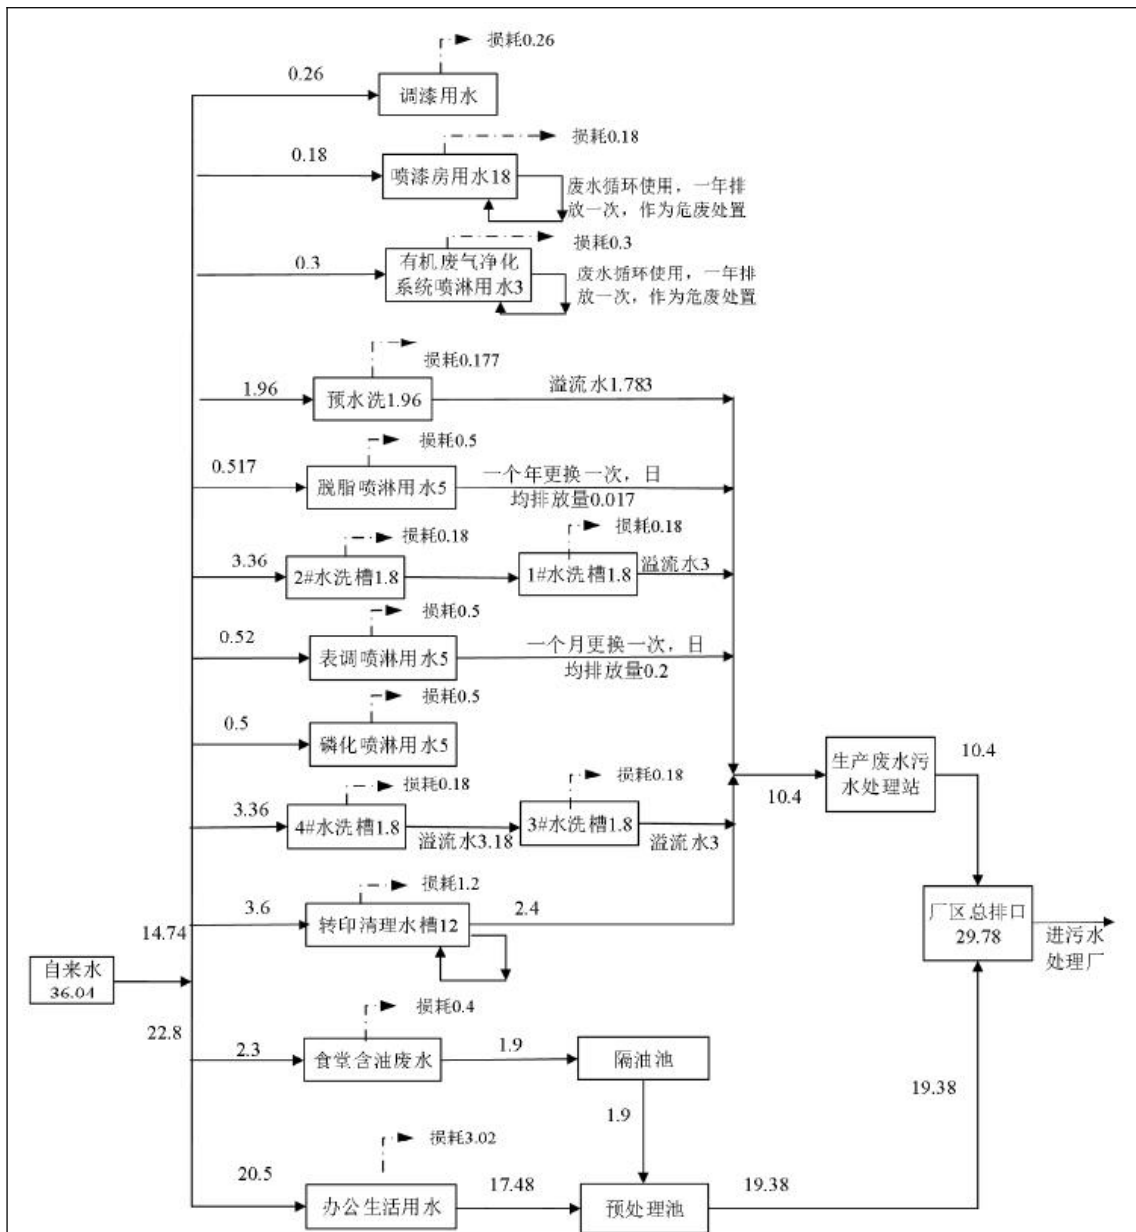 损耗0.26
0.26
调漆用水
损耗0.18
0.18
喷漆房用水18
废水循环使用，一年排
放一次，作为危废处置
损耗0.3
0.3
有机废气净化
系统喷淋用水3
废水循环使用，一年排
放一次，作为危废处置
损耗0.177
1.96
预水洗1.96
溢流水1.783
损耗0.5
0.517
脱脂喷淋用水5
一个年更换一次，日
均排放量0.017
损耗0.18
3.36
2#水洗槽1.8
损耗0.18
1#水洗槽1.8
溢流水3
损耗0.5
0.52
表调喷淋用水5
一个月更换一次，日
均排放量0.2
损耗0.5
0.5
磷化喷淋用水5
损耗0.18
3.36
4#水洗槽1.8
溢流水3.18
损耗0.18
3#水洗槽1.8
溢流水3
10.4
生产废水污
水处理站
10.4
损耗1.2
3.6
转印清理水槽12
2.4
厂区总排口
29.78
进污水
处理厂
14.74
自来水
36.04
22.8
损耗0.4
2.3
食堂含油废水
1.9
隔油池
1.9
19.38
损耗3.02
20.5
办公生活用水
17.48
预处理池
19.38